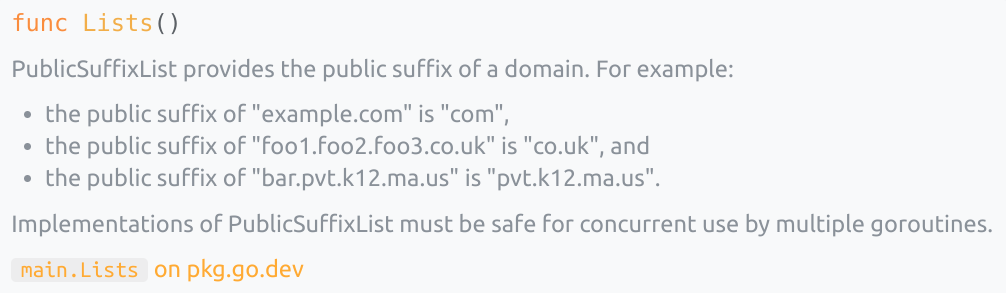 func Lists()
PublicSuffixList provides the public suffix of a domain. For example:
• the public suffix of "example.com" is "com",
• the public suffix of "foo1.foo2.foo3.co.uk" is "co.uk", and
• the public suffix of "bar.pvt.k12.ma.us" is "pvt.k12.ma.us".
Implementations of PublicSuffixList must be safe for concurrent use by multiple goroutines.
main.Lists on pkg.go.dev